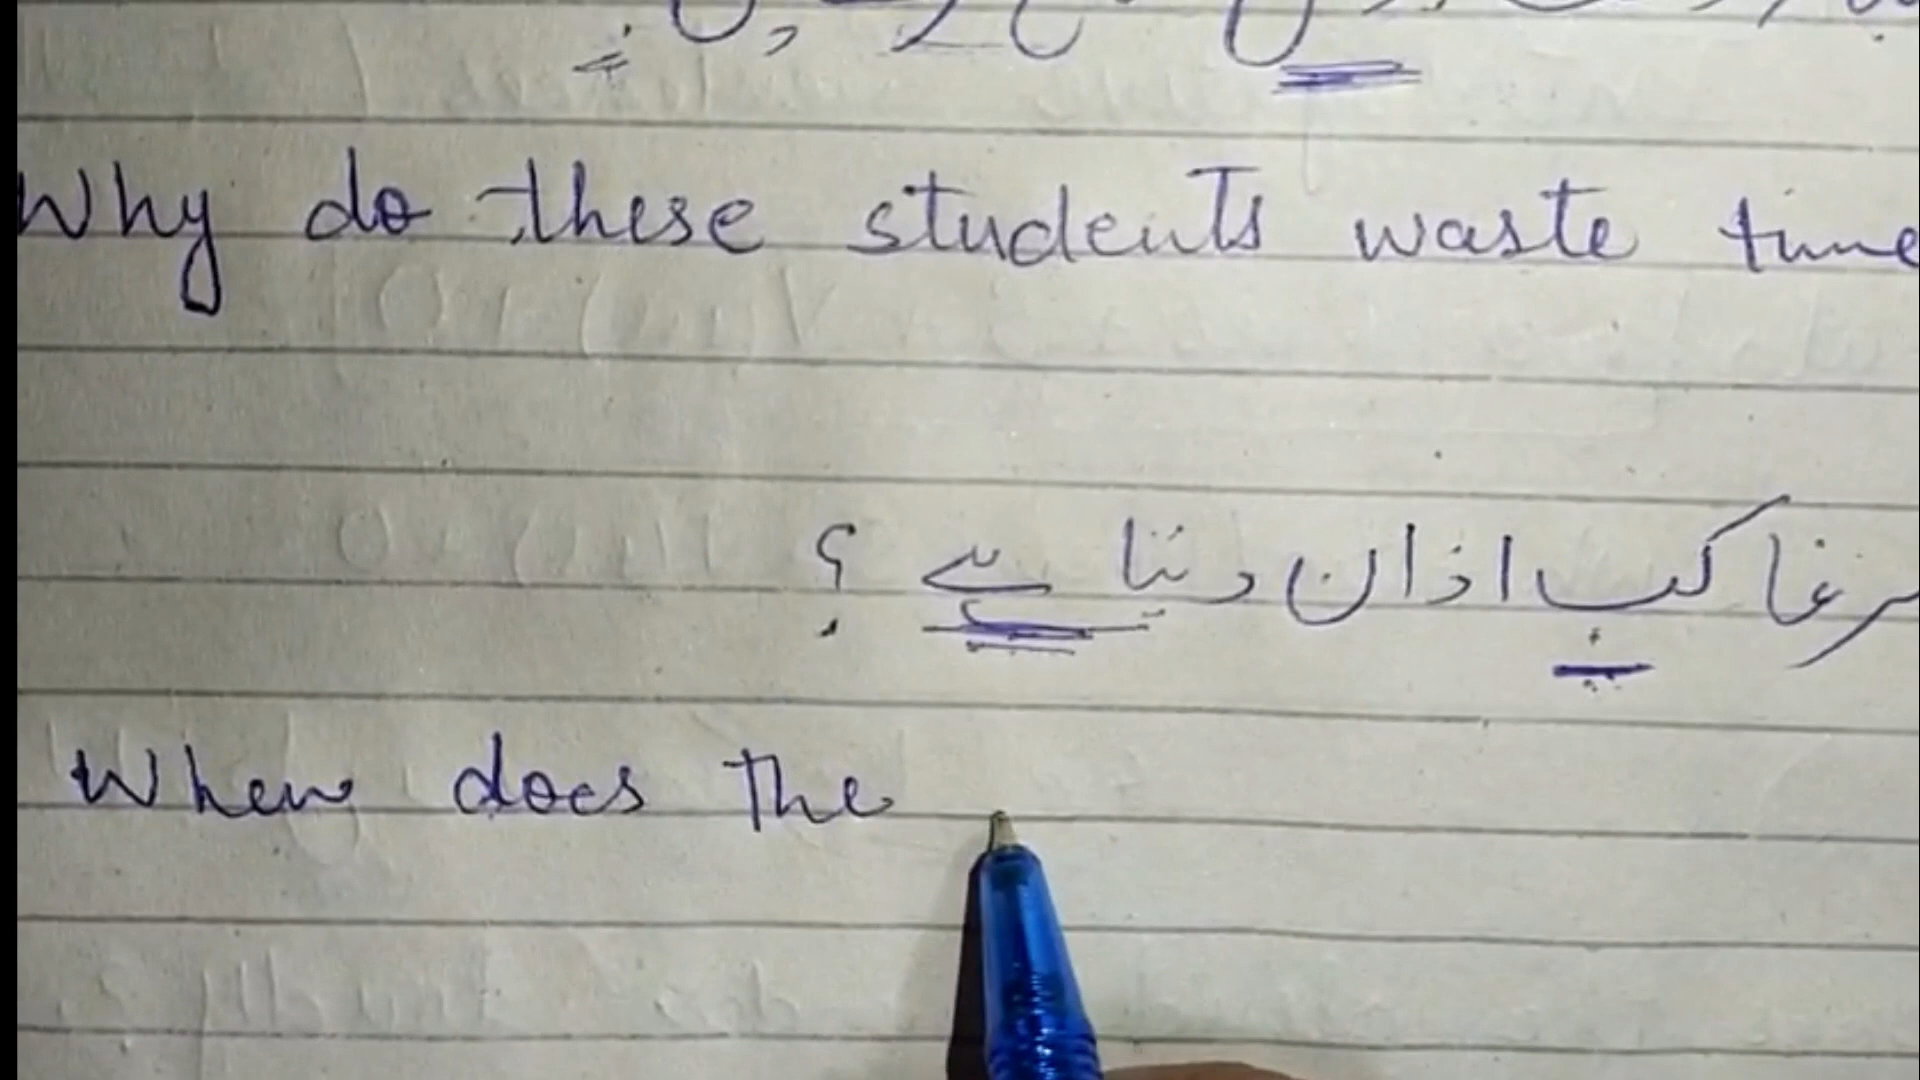 Why do these students waste time
مرغا کب اذان دیتا ہے ؟
When does the